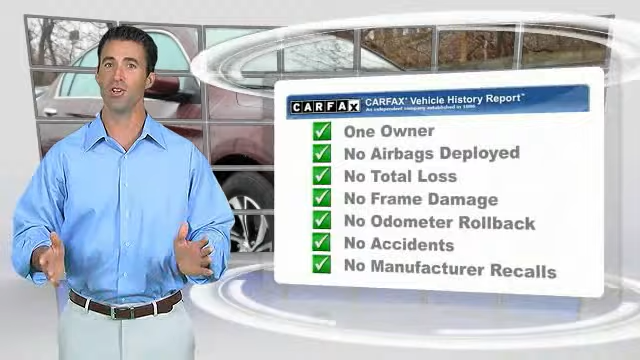 CARFAX
CARFAX Vehicle History Report™
An independent company established in 1986
One Owner
No Airbags Deployed
No Total Loss
No Frame Damage
No Odometer Rollback
No Accidents
No Manufacturer Recalls